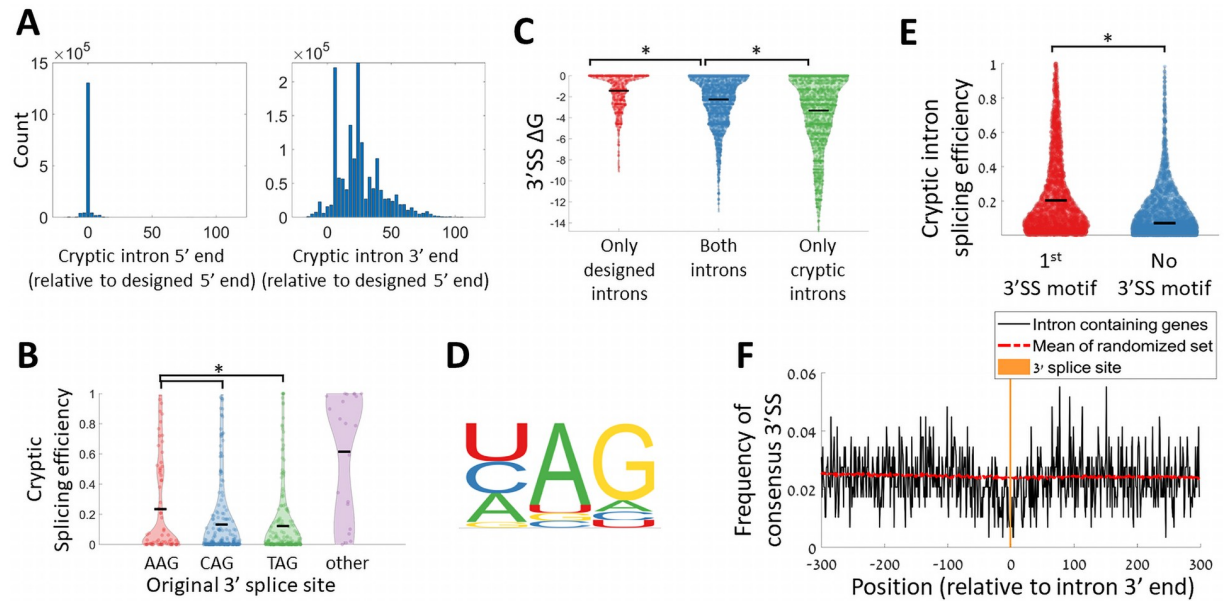 A
×10⁵
15
10
5
0
Count
0 50 100
Cryptic intron 5' end
(relative to designed 5' end)
×10⁵
2
1.5
1
0.5
0
0 50 100
Cryptic intron 3' end
(relative to designed 5' end)
B
Cryptic
Splicing efficiency
*
1
0.8
0.6
0.4
0.2
0
AAG CAG TAG other
Original 3' splice site
C
* *
3'SS ΔG
0
-2
-4
-6
-8
-10
-12
-14
Only
designed
introns
Both
introns
Only
cryptic
introns
D
UAG
CUA
ACC
GGU
E
*
Cryptic intron
splicing efficiency
1
0.8
0.6
0.4
0.2
1st
3'SS motif
No
3'SS motif
F
Intron containing genes
Mean of randomized set
3' splice site
Frequency of
consensus 3'SS
0.06
0.04
0.02
0
-300 -200 -100 0 100 200 300
Position (relative to intron 3' end)